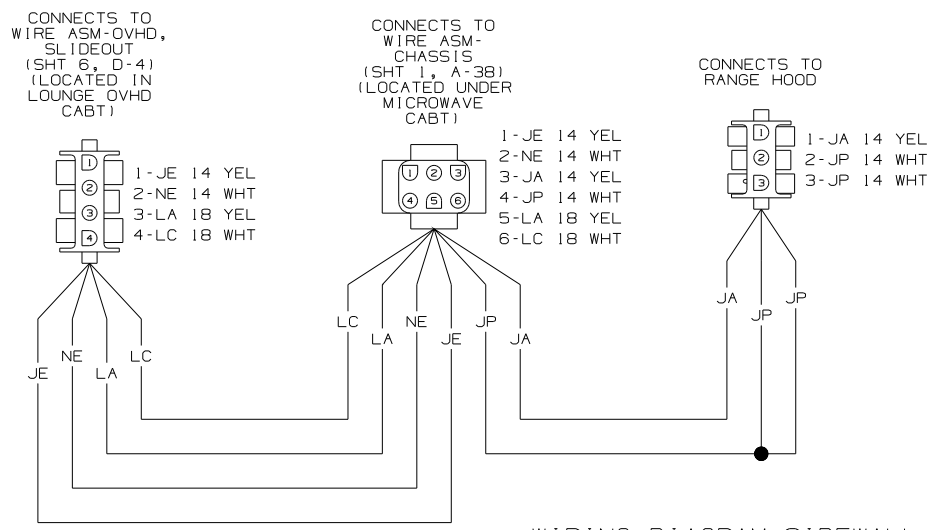 CONNECTS TO
WIRE ASM-OVHD,
SLIDEOUT
(SHT 6, D-4)
(LOCATED IN
LOUNGE OVHD
CABT)
1
2
3
4
1-JE 14 YEL
2-NE 14 WHT
3-LA 18 YEL
4-LC 18 WHT
CONNECTS TO
WIRE ASM-
CHASSIS
(SHT 1, A-38)
(LOCATED UNDER
MICROWAVE
CABT)
1 2 3
4 5 6
1-JE 14 YEL
2-NE 14 WHT
3-JA 14 YEL
4-JP 14 WHT
5-LA 18 YEL
6-LC 18 WHT
CONNECTS TO
RANGE HOOD
1
2
3
1-JA 14 YEL
2-JP 14 WHT
3-JP 14 WHT
JE
NE
LA
LC
LC
LA
NE
JE
JP
JA
JA
JP
JP
WIRING DIAGRAM-SIDEWALL